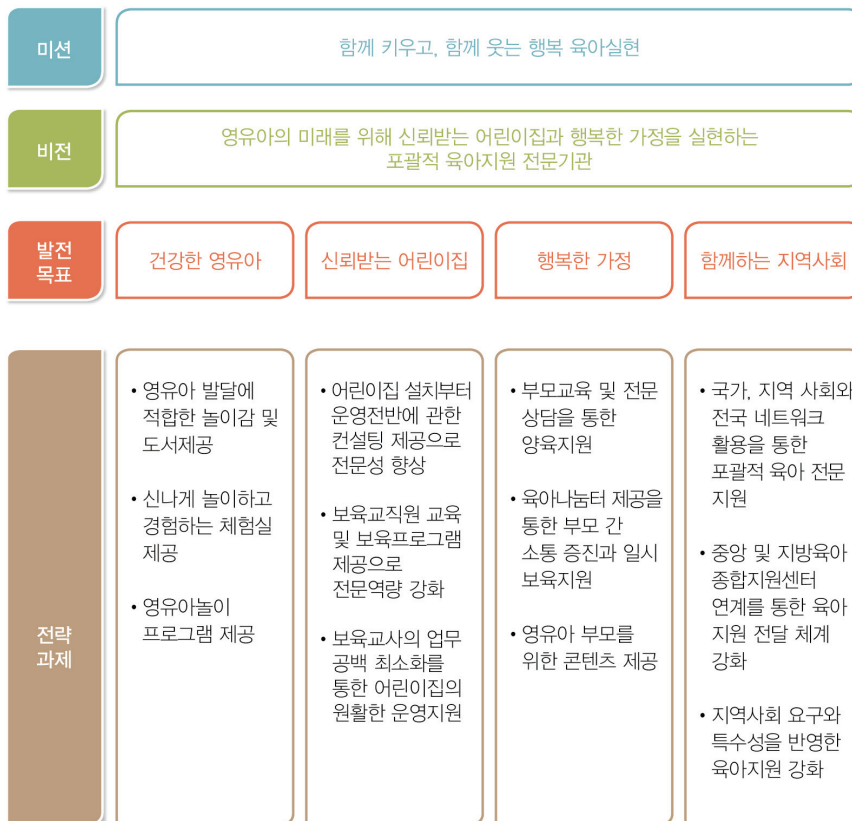 미션
함께 키우고, 함께 웃는 행복 육아실현
비전
영유아의 미래를 위해 신뢰받는 어린이집과 행복한 가정을 실현하는
포괄적 육아지원 전문기관
발전
목표
건강한 영유아
신뢰받는 어린이집
행복한 가정
함께하는 지역사회
전략
과제
• 영유아 발달에
적합한 놀이감 및
도서제공
• 신나게 놀이하고
경험하는 체험실
제공
• 영유아놀이
프로그램 제공
• 어린이집 설치부터
운영전반에 관한
컨설팅 제공으로
전문성 향상
• 보육교직원 교육
및 보육프로그램
제공으로
전문역량 강화
• 보육교사의 업무
공백 최소화를
통한 어린이집의
원활한 운영지원
• 부모교육 및 전문
상담을 통한
양육지원
• 육아나눔터 제공을
통한 부모 간
소통 증진과 일시
보육지원
• 영유아 부모를
위한 콘텐츠 제공
• 국가, 지역 사회와
전국 네트워크
활용을 통한
포괄적 육아 전문
지원
• 중앙 및 지방육아
종합지원센터
연계를 통한 육아
지원 전달 체계
강화
• 지역사회 요구와
특수성을 반영한
육아지원 강화